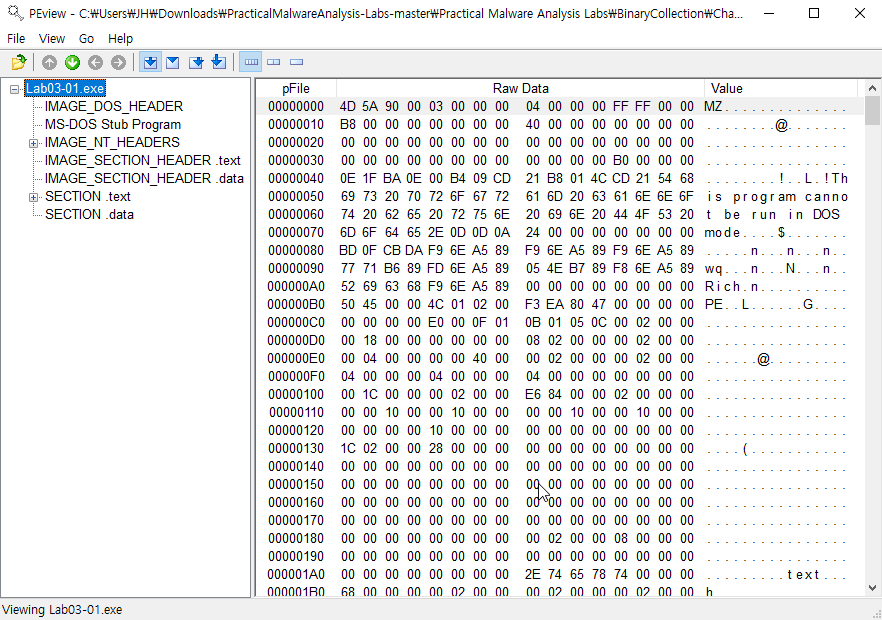 PEview - C:₩Users₩JH₩Downloads₩PracticalMalwareAnalysis-Labs-master₩Practical Malware Analysis Labs₩BinaryCollection₩Cha...
File View Go Help
Lab03-01.exe
IMAGE_DOS_HEADER
MS-DOS Stub Program
IMAGE_NT_HEADERS
IMAGE_SECTION_HEADER .text
IMAGE_SECTION_HEADER .data
SECTION .text
SECTION .data
pFile Raw Data Value
00000000 4D 5A 90 00 03 00 00 00 04 00 00 00 FF FF 00 00 MZ..............
00000010 B8 00 00 00 00 00 00 00 40 00 00 00 00 00 00 00 ........@.......
00000020 00 00 00 00 00 00 00 00 00 00 00 00 00 00 00 00 ................
00000030 00 00 00 00 00 00 00 00 00 00 00 00 B0 00 00 00 ................
00000040 0E 1F BA 0E 00 B4 09 CD 21 B8 01 4C CD 21 54 68 ........!..L.!Th
00000050 69 73 20 70 72 6F 67 72 61 6D 20 63 61 6E 6E 6F is program canno
00000060 74 20 62 65 20 72 75 6E 20 69 6E 20 44 4F 53 20 t be run in DOS
00000070 6D 6F 64 65 2E 0D 0D 0A 24 00 00 00 00 00 00 00 mode....$.......
00000080 BD 0F CB DA F9 6E A5 89 F9 6E A5 89 F9 6E A5 89 .....n...n...n..
00000090 77 71 B6 89 FD 6E A5 89 05 4E B7 89 F8 6E A5 89 wq...n...N...n..
000000A0 52 69 63 68 F9 6E A5 89 00 00 00 00 00 00 00 00 Rich.n..........
000000B0 50 45 00 00 4C 01 02 00 F3 EA 80 47 00 00 00 00 PE..L......G....
000000C0 00 00 00 00 E0 00 0F 01 0B 01 05 0C 00 02 00 00 ................
000000D0 00 18 00 00 00 00 00 00 08 02 00 00 00 02 00 00 ................
000000E0 00 04 00 00 00 00 40 00 00 02 00 00 00 02 00 00 ......@.........
000000F0 04 00 00 00 04 00 00 00 04 00 00 00 00 00 00 00 ................
00000100 00 1C 00 00 00 02 00 00 E6 84 00 00 02 00 00 00 ................
00000110 00 00 10 00 00 10 00 00 00 00 10 00 00 10 00 00 ................
00000120 00 00 00 00 10 00 00 00 00 00 00 00 00 00 00 00 ................
00000130 1C 02 00 00 28 00 00 00 00 00 00 00 00 00 00 00 ....(...........
00000140 00 00 00 00 00 00 00 00 00 00 00 00 00 00 00 00 ................
00000150 00 00 00 00 00 00 00 00 00 00 00 00 00 00 00 00 ................
00000160 00 00 00 00 00 00 00 00 00 00 00 00 00 00 00 00 ................
00000170 00 00 00 00 00 00 00 00 00 00 00 00 00 00 00 00 ................
00000180 00 00 00 00 00 00 00 00 00 02 00 00 08 00 00 00 ................
00000190 00 00 00 00 00 00 00 00 00 00 00 00 00 00 00 00 ................
000001A0 00 00 00 00 00 00 00 00 2E 74 65 78 74 00 00 00 .........text...
000001B0 68 00 00 00 00 02 00 00 00 02 00 00 00 02 00 00 h
Viewing Lab03-01.exe